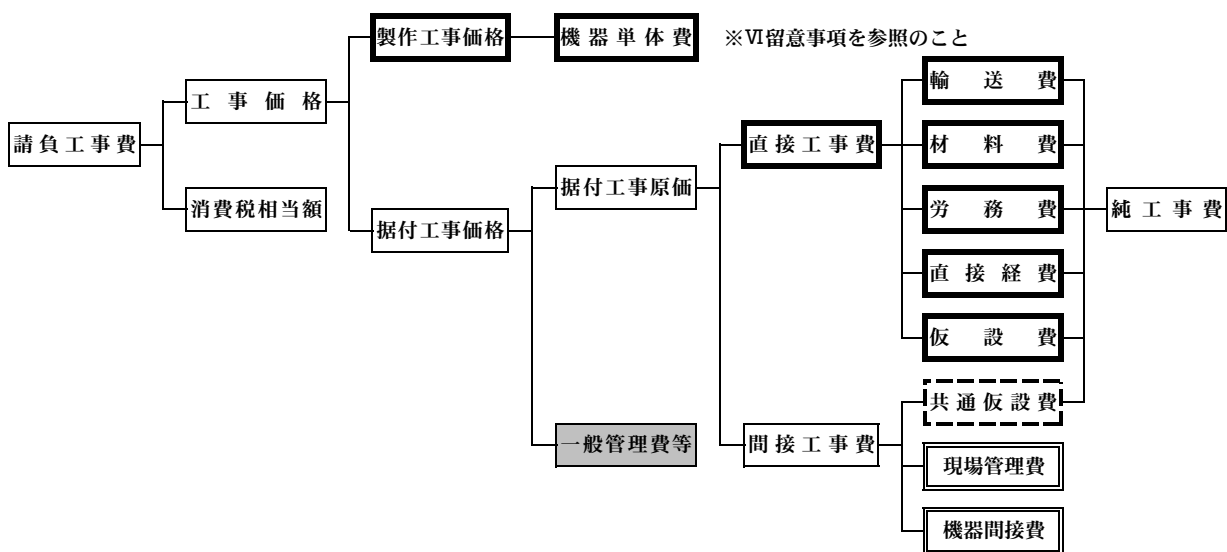 製作工事価格
機器単体費
※Ⅵ留意事項を参照のこと
輸送費
工事価格
請負工事費
直接工事費
材料費
据付工事原価
消費税相当額
労務費
純工事費
据付工事価格
直接経費
仮設費
共通仮設費
一般管理費等
間接工事費
現場管理費
機器間接費